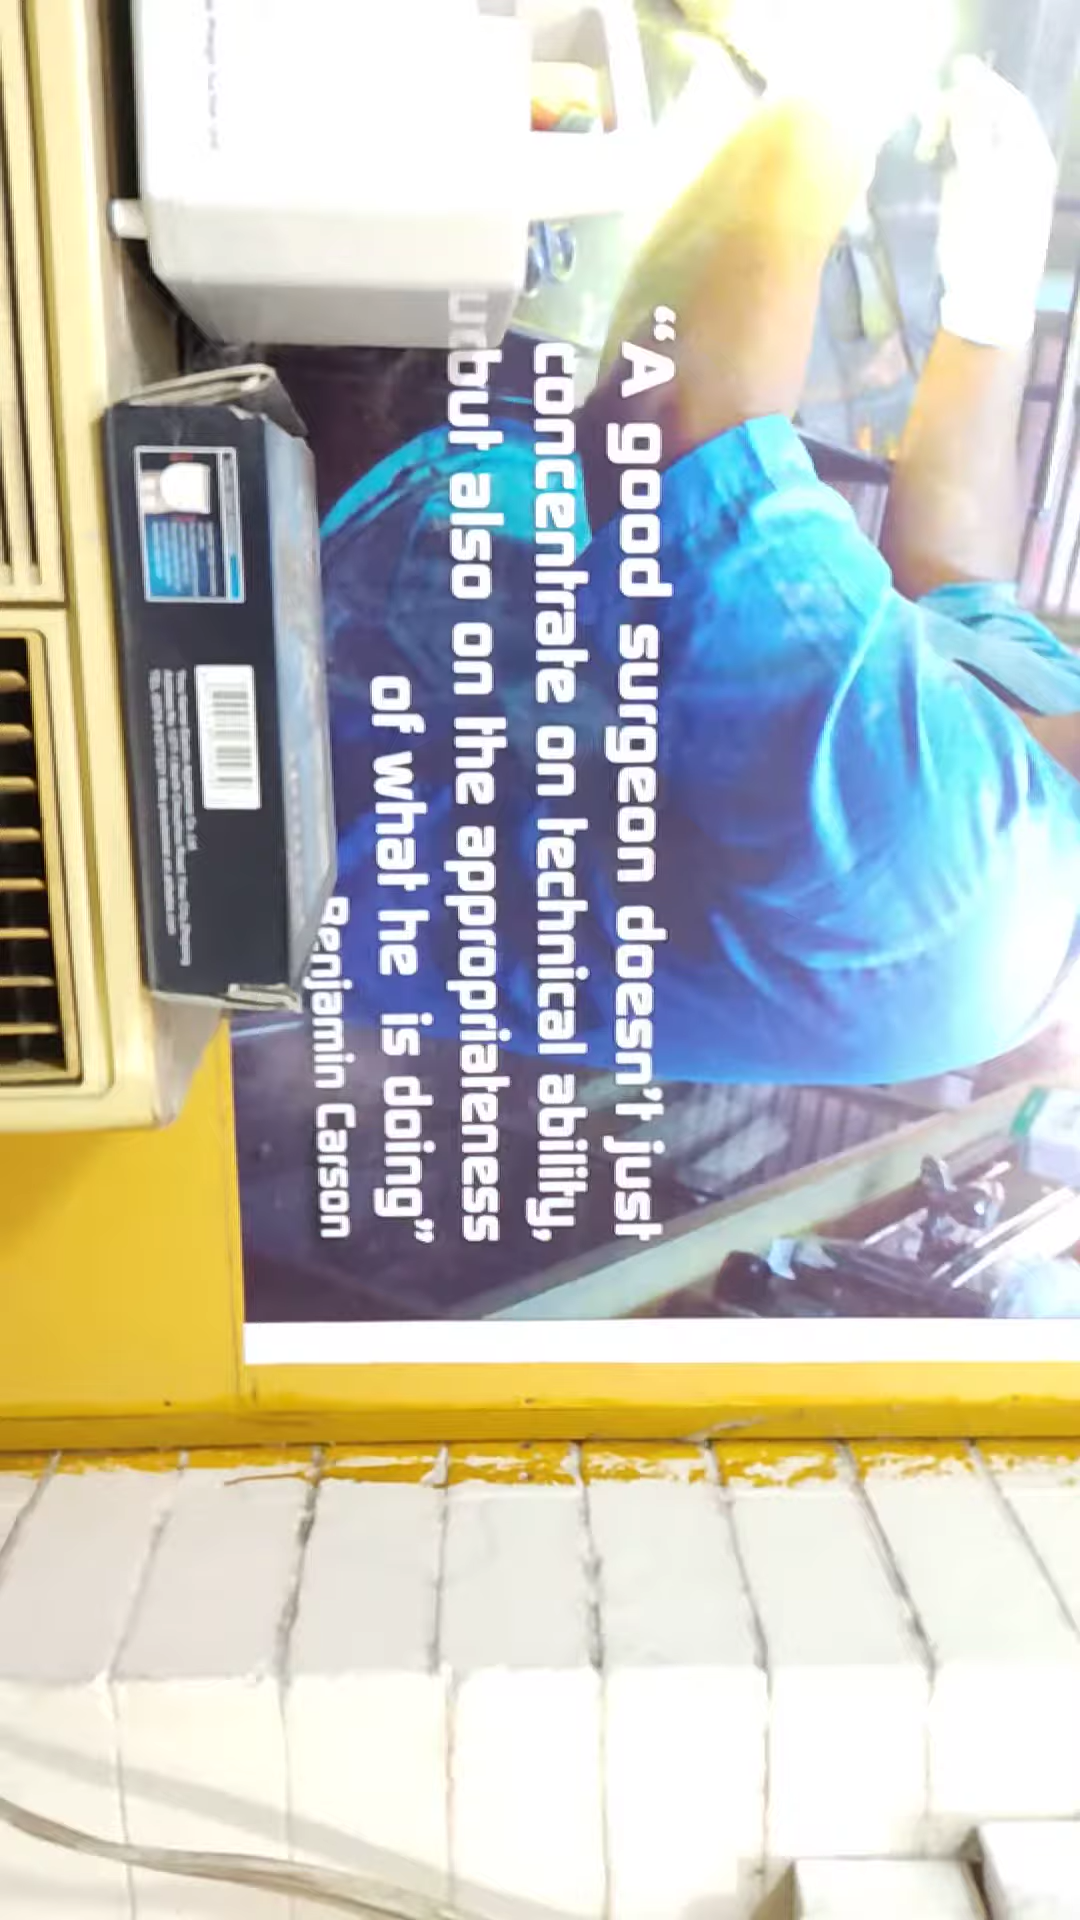 “A good surgeon doesn't just
concentrate on technical ability,
but also on the appropriateness
of what he is doing”
Benjamin Carson